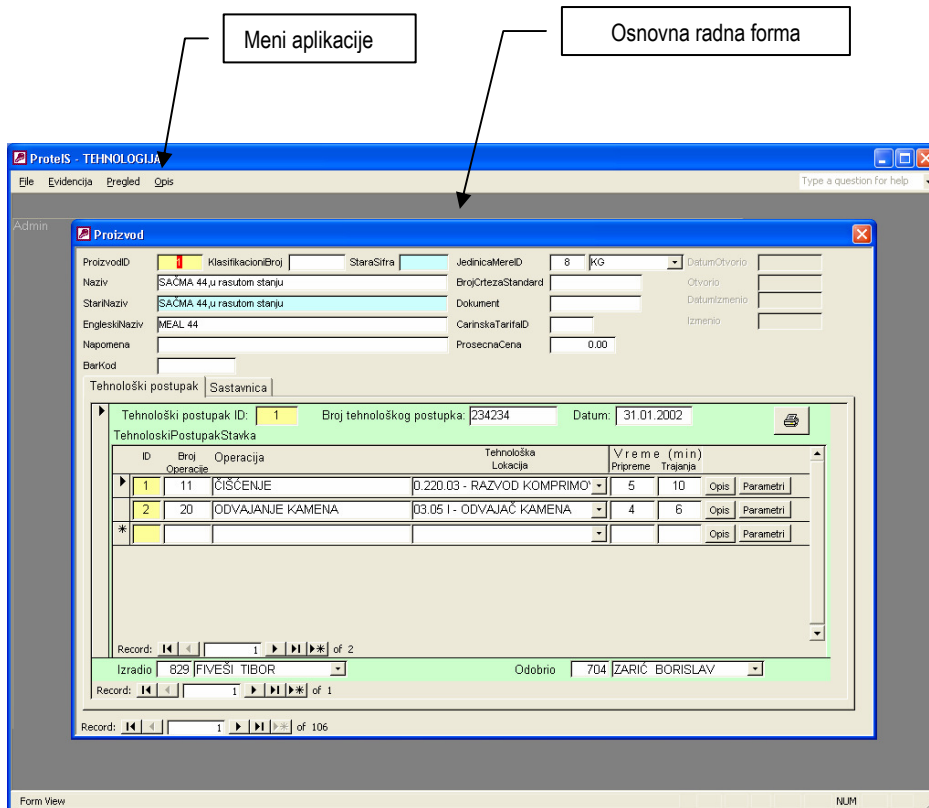 Meni aplikacije
Osnovna radna forma
ProtelS - TEHNOLOGIJA
File Evidencija Pregled Opis Type a question for help
Admin
Proizvod
ProizvodID 1 KlasifikacioniBroj StaraSifra JedinicaMereID 8 KG DatumOtvorio
Naziv SAČMA 44,u rasutom stanju BrojCrtezaStandard Otvorio
StariNaziv SAČMA 44,u rasutom stanju Dokument DatumIzmenio
EngleskiNaziv MEAL 44 CarinskaTarifaID Izmenio
Napomena ProsecnaCena 0.00
BarKod
Tehnološki postupak Sastavnica
Tehnološki postupak ID: 1 Broj tehnološkog postupka: 234234 Datum: 31.01.2002
TehnoloskiPostupakStavka
ID Broj Operacije Operacija Tehnološka Lokacija Vreme (min) Pripreme Trajanja
1 11 ČIŠĆENJE 0.220.03 - RAZVOD KOMPRIMO 5 10 Opis Parametri
2 20 ODVAJANJE KAMENA 03.05 I - ODVAJAČ KAMENA 4 6 Opis Parametri
Opis Parametri
Record: 1 of 2
Izradio 829 FIVEŠI TIBOR Odobrio 704 ZARIĆ BORISLAV
Record: 1 of 1
Record: 1 of 106
Form View NUM